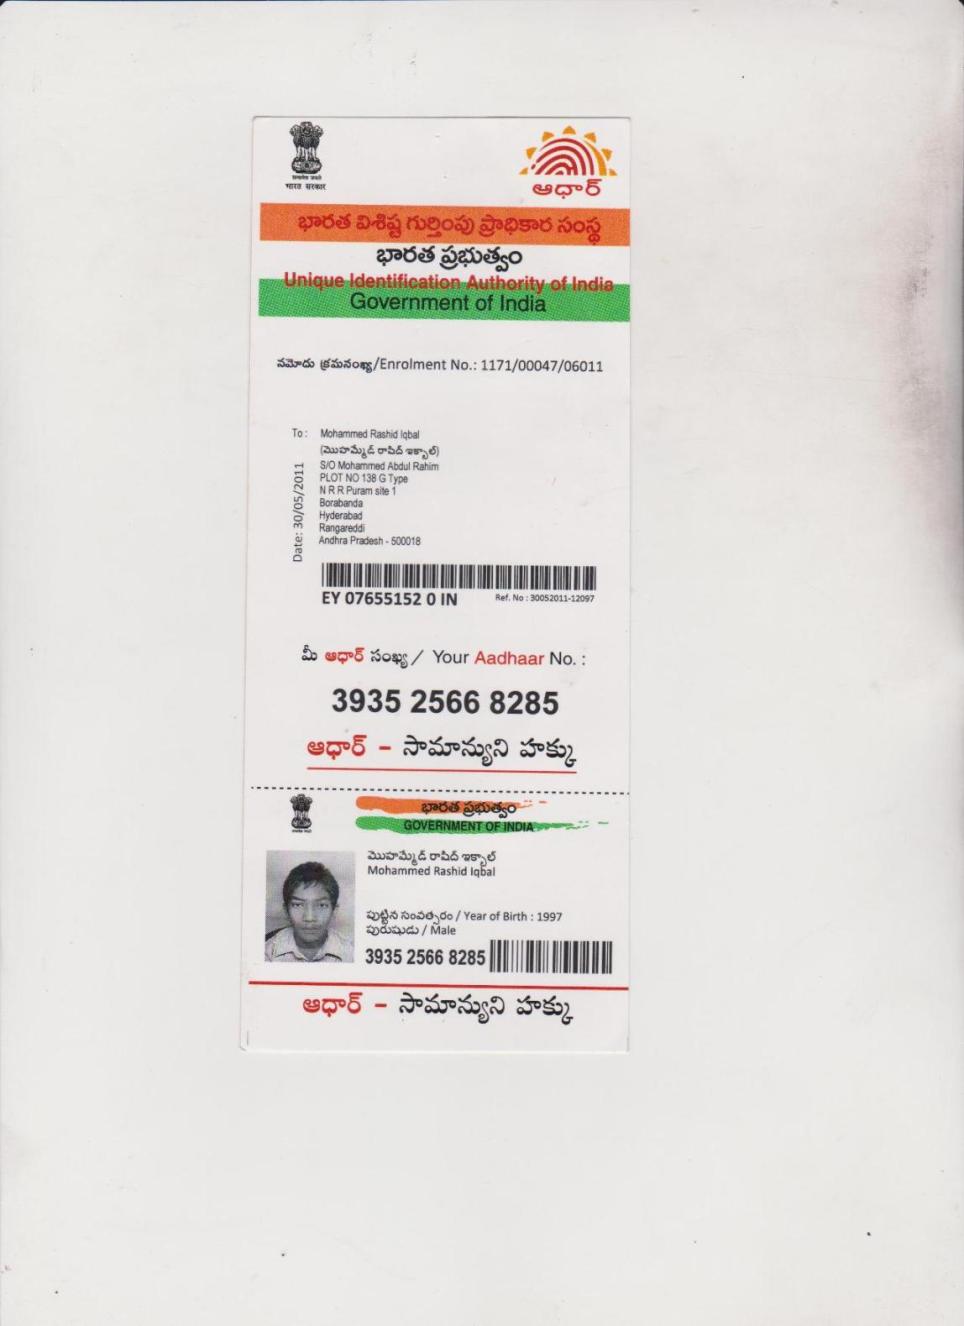 सत्यमेव जयते
भारत सरकार
ఆధార్
భారత విశిష్ట గుర్తింపు ప్రాధికార సంస్థ
భారత ప్రభుత్వం
Unique Identification Authority of India
Government of India
నమోదు క్రమసంఖ్య/Enrolment No.: 1171/00047/06011
To : Mohammed Rashid Iqbal
(మొహమ్మేడ్ రాషిద్ ఇక్బాల్)
S/O Mohammed Abdul Rahim
PLOT NO 138 G Type
N R R Puram site 1
Borabanda
Hyderabad
Rangareddi
Andhra Pradesh - 500018
Date: 30/05/2011
EY 07655152 0 IN
Ref. No : 30052011-12097
మీ ఆధార్ సంఖ్య / Your Aadhaar No. :
3935 2566 8285
ఆధార్ - సామాన్యుని హక్కు
భారత ప్రభుత్వం
GOVERNMENT OF INDIA
మొహమ్మేడ్ రాషిద్ ఇక్బాల్
Mohammed Rashid Iqbal
పుట్టిన సంవత్సరం / Year of Birth : 1997
పురుషుడు / Male
3935 2566 8285
ఆధార్ - సామాన్యుని హక్కు